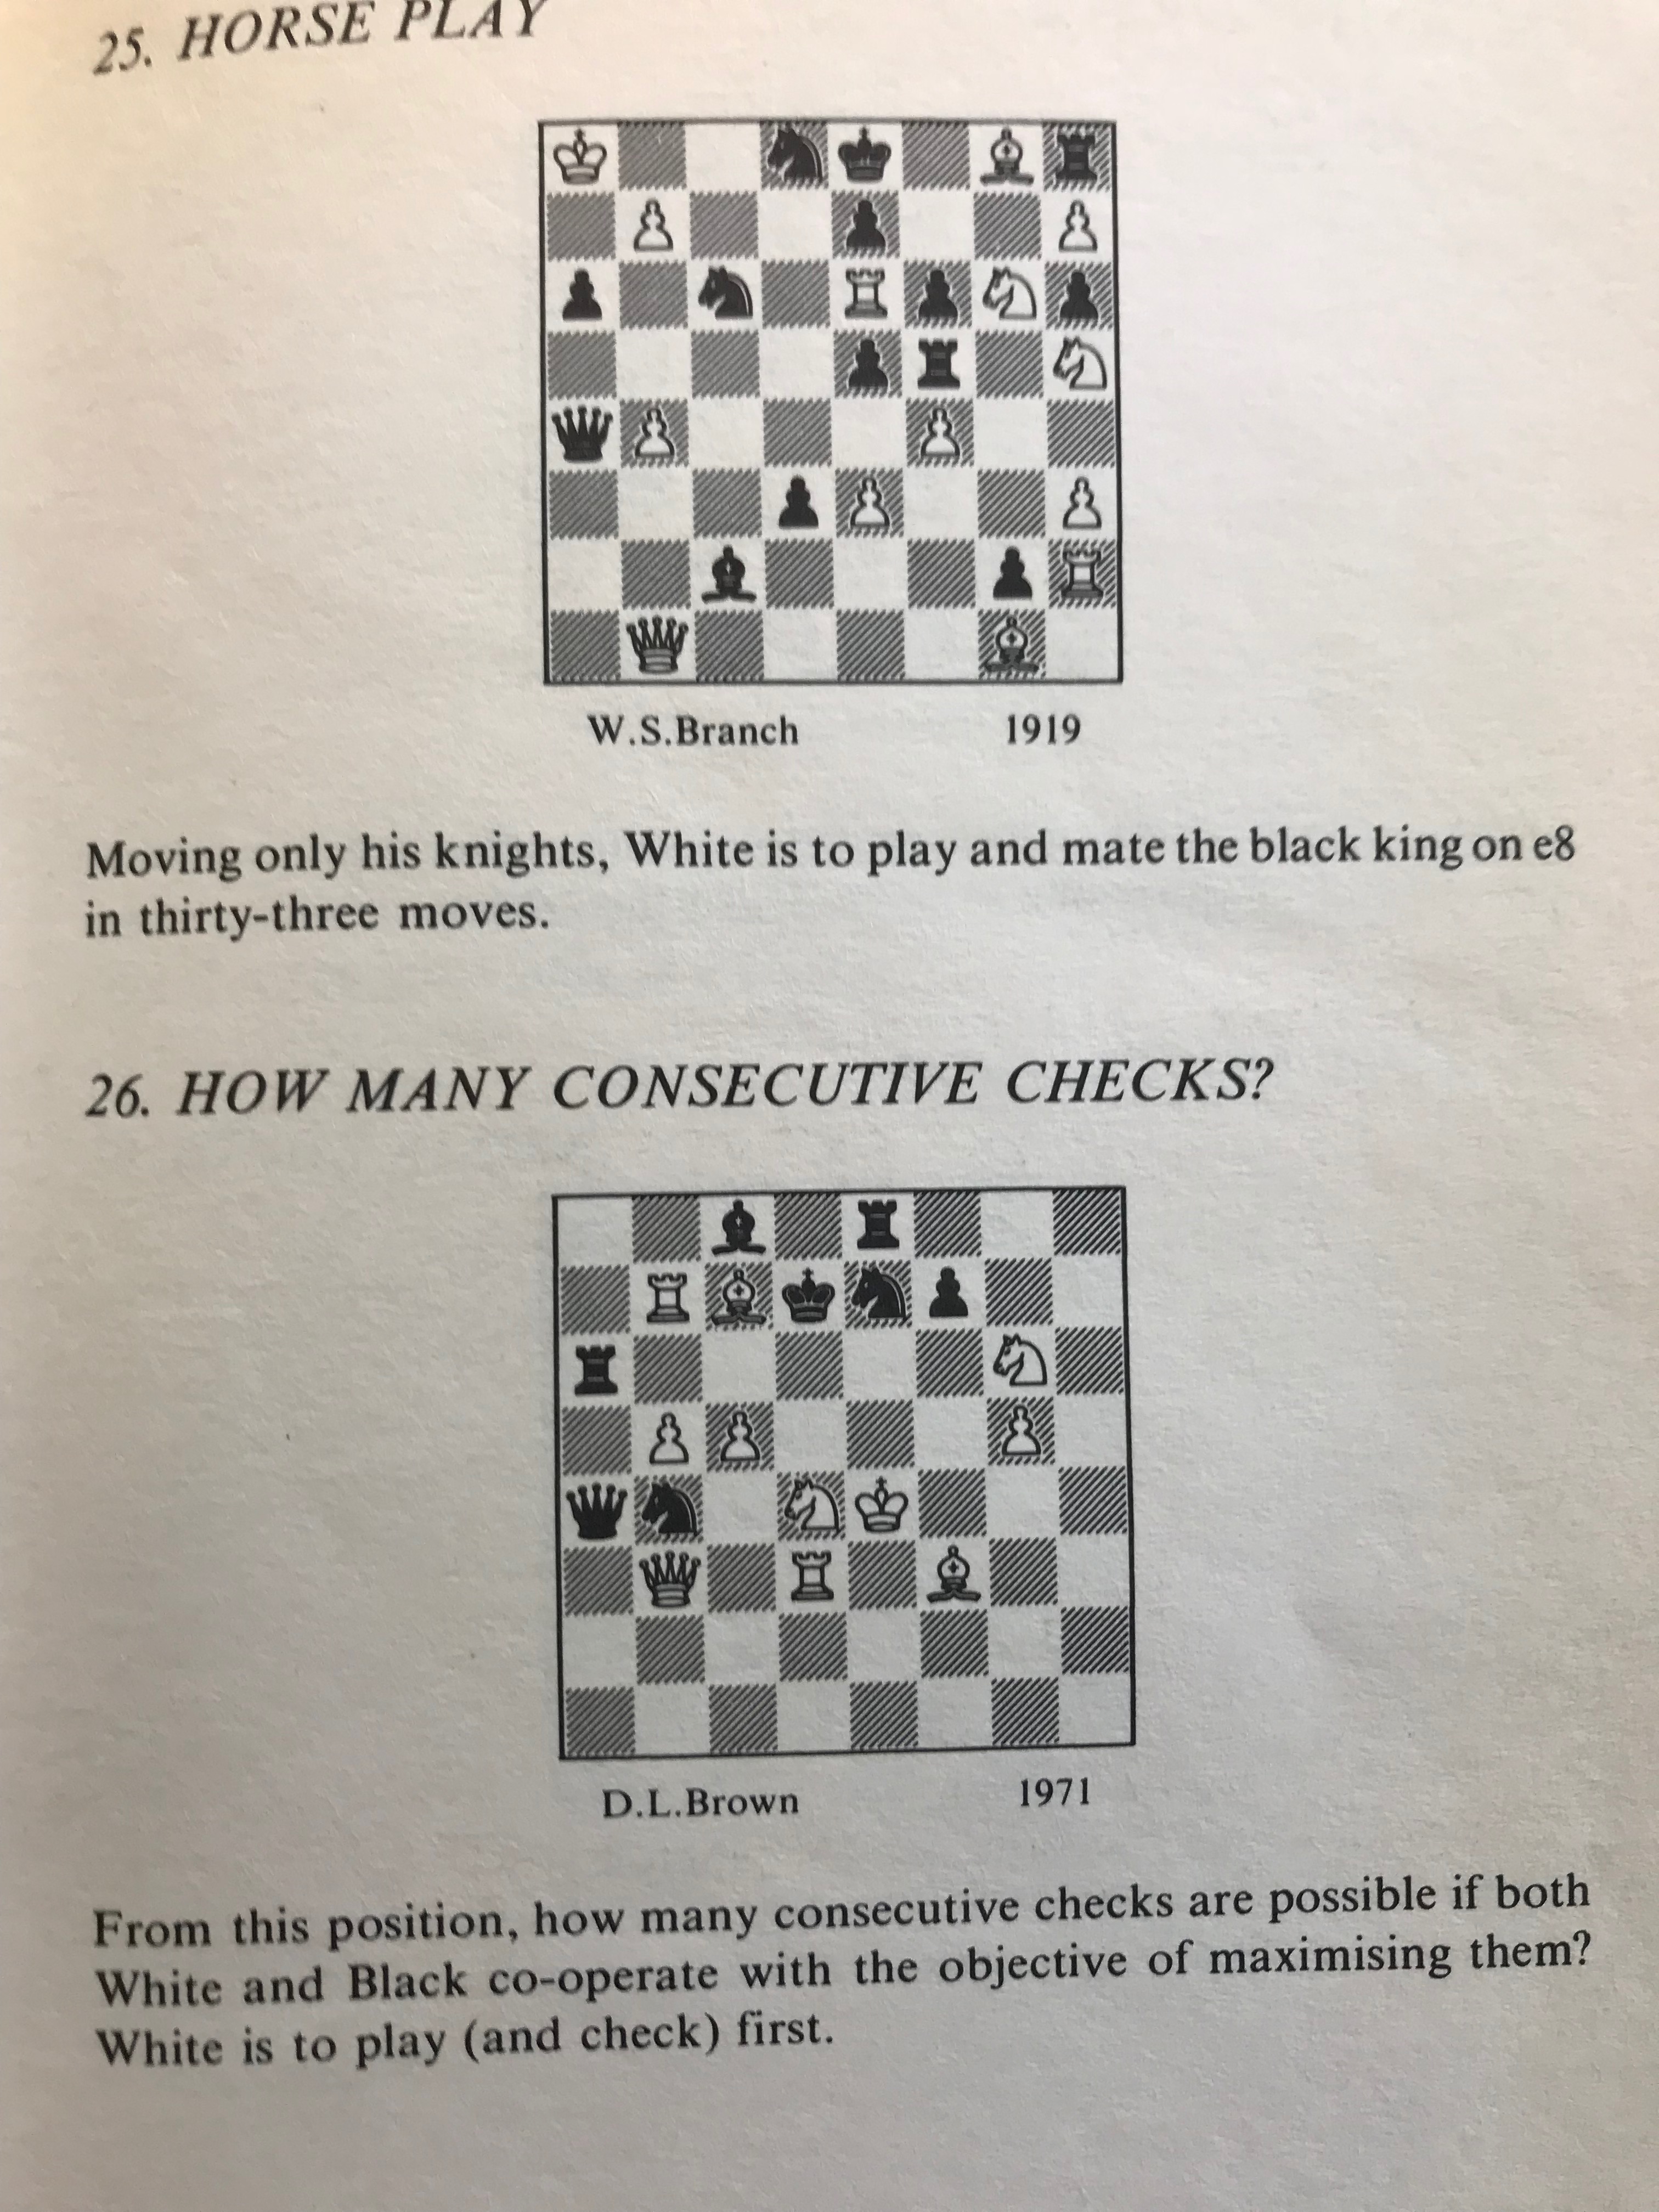 25. HORSE PLAY
W.S.Branch 1919
Moving only his knights, White is to play and mate the black king on e8
in thirty-three moves.
26. HOW MANY CONSECUTIVE CHECKS?
D.L.Brown 1971
From this position, how many consecutive checks are possible if both
White and Black co-operate with the objective of maximising them?
White is to play (and check) first.